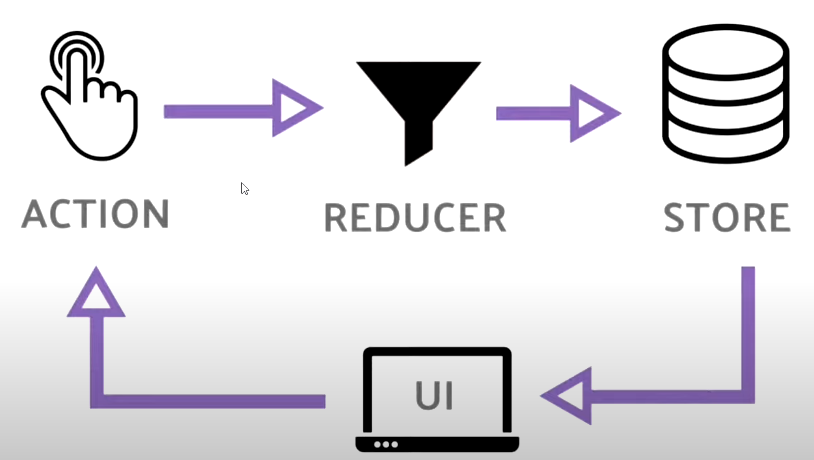 ACTION
REDUCER
STORE
UI